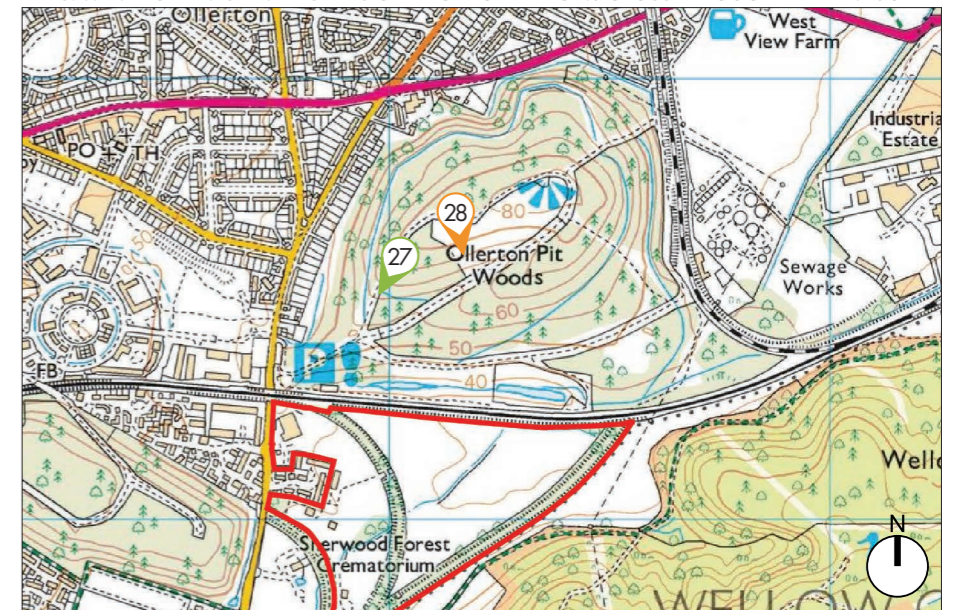 Ollerton
West
View Farm
Industria
Estate
PO
TH
50
80
28
27
Ollerton Pit
Woods
Sewage
Works
60
50
40
FB
Wello
N
Sherwood Forest
Crematorium
WELLOW